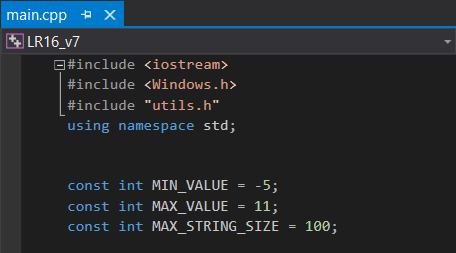 main.cpp
LR16_v7
#include <iostream>
#include <Windows.h>
#include "utils.h"
using namespace std;
const int MIN_VALUE = -5;
const int MAX_VALUE = 11;
const int MAX_STRING_SIZE = 100;